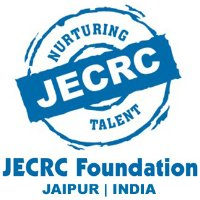 NURTURING
JECRC
TALENT
JECRC Foundation
JAIPUR | INDIA